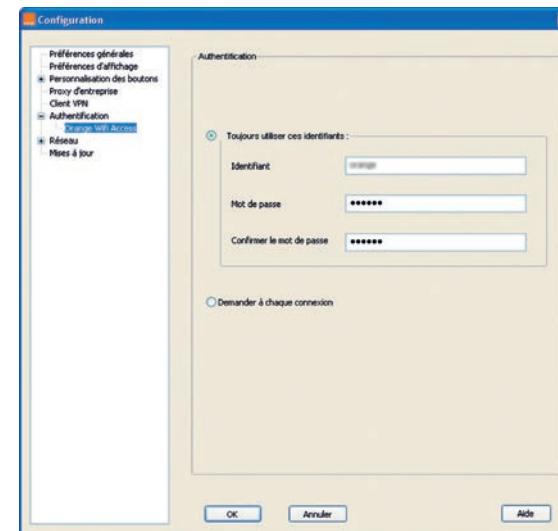 Configuration
Préférences générales
Préférences d'affichage
Personnalisation des boutons
Proxy d'entreprise
Client VPN
Authentification
Orange Wifi Access
Réseau
Mises à jour
Authentification
Toujours utiliser ces identifiants :
Identifiant
Mot de passe
••••••
Confirmer le mot de passe
••••••
Demander à chaque connexion
OK
Annuler
Aide